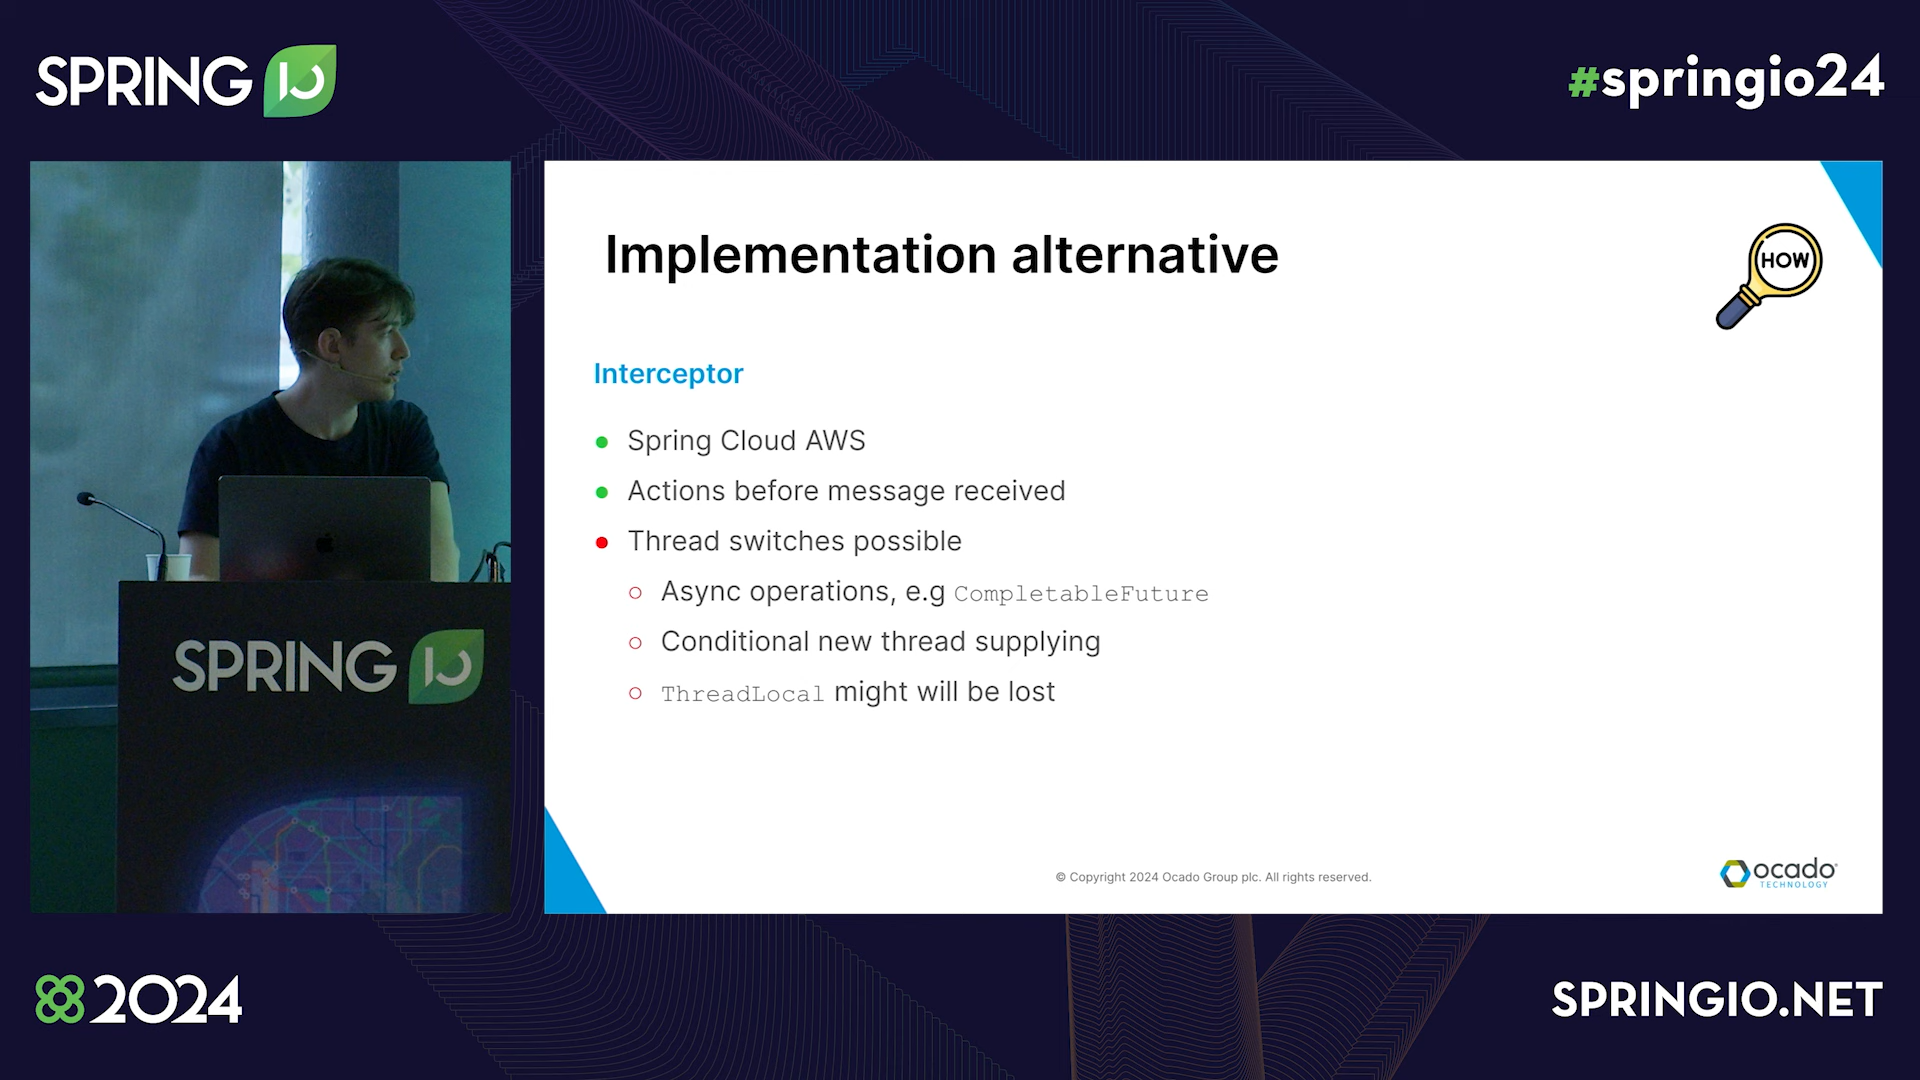 SPRING IO
#springio24
Implementation alternative
HOW
Interceptor
Spring Cloud AWS
Actions before message received
Thread switches possible
Async operations, e.g CompletableFuture
Conditional new thread supplying
ThreadLocal might will be lost
SPRING IO
© Copyright 2024 Ocado Group plc. All rights reserved.
ocado
TECHNOLOGY
2024
SPRINGIO.NET